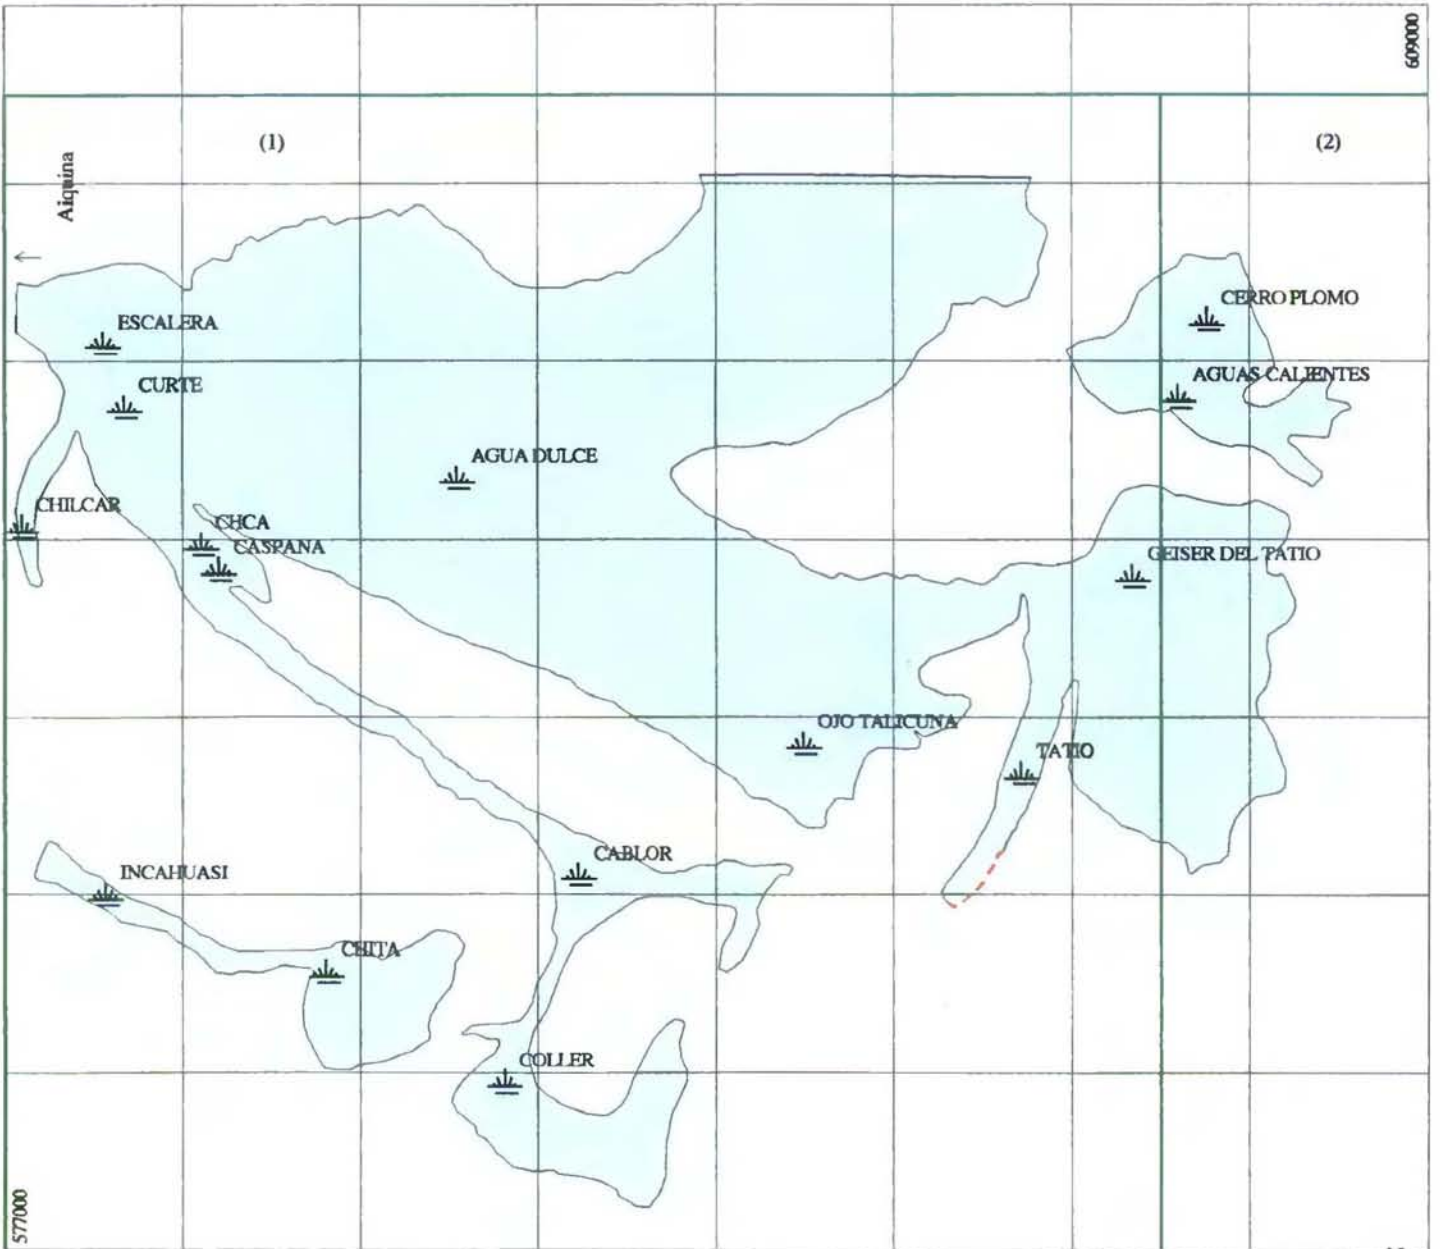 609000
(1)
(2)
Aiquina
CERRO PLOMO
ESCALERA
AGUAS CALIENTES
CURTE
AGUA DULCE
CHILCAR
CHCA
CASPANA
GEISER DEL TATIO
OJO TALICUNA
TATIO
CABLOR
INCAHUASI
CHITA
COLLER
577000